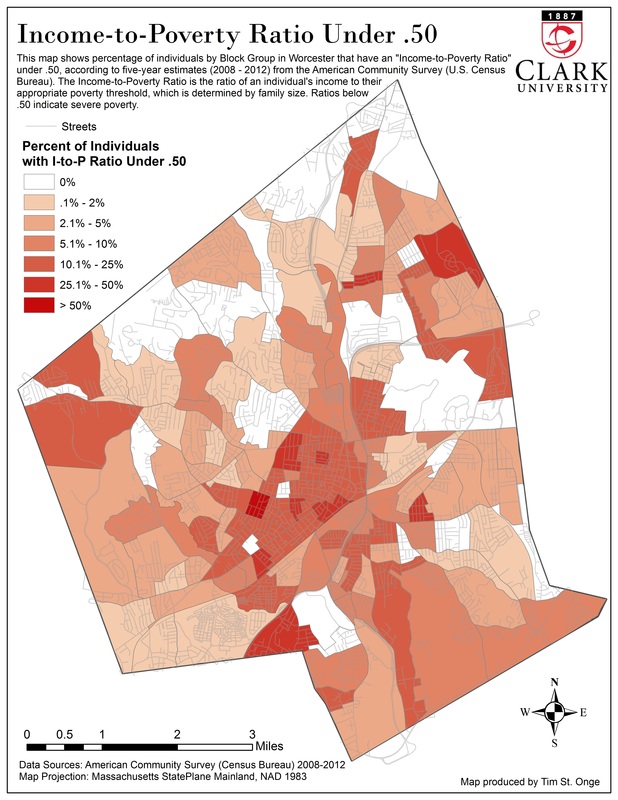 Income-to-Poverty Ratio Under .50
This map shows percentage of individuals by Block Group in Worcester that have an "Income-to-Poverty Ratio"
under .50, according to five-year estimates (2008 - 2012) from the American Community Survey (U.S. Census
Bureau). The Income-to-Poverty Ratio is the ratio of an individual's income to their
appropriate poverty threshold, which is determined by family size. Ratios below
.50 indicate severe poverty.
1887
CLARK
UNIVERSITY
Streets
Percent of Individuals
with I-to-P Ratio Under .50
0%
.1% - 2%
2.1% - 5%
5.1% - 10%
10.1% - 25%
25.1% - 50%
> 50%
N
W E
S
0 0.5 1 2 3
Miles
Data Sources: American Community Survey (Census Bureau) 2008-2012
Map Projection: Massachusetts StatePlane Mainland, NAD 1983
Map produced by Tim St. Onge